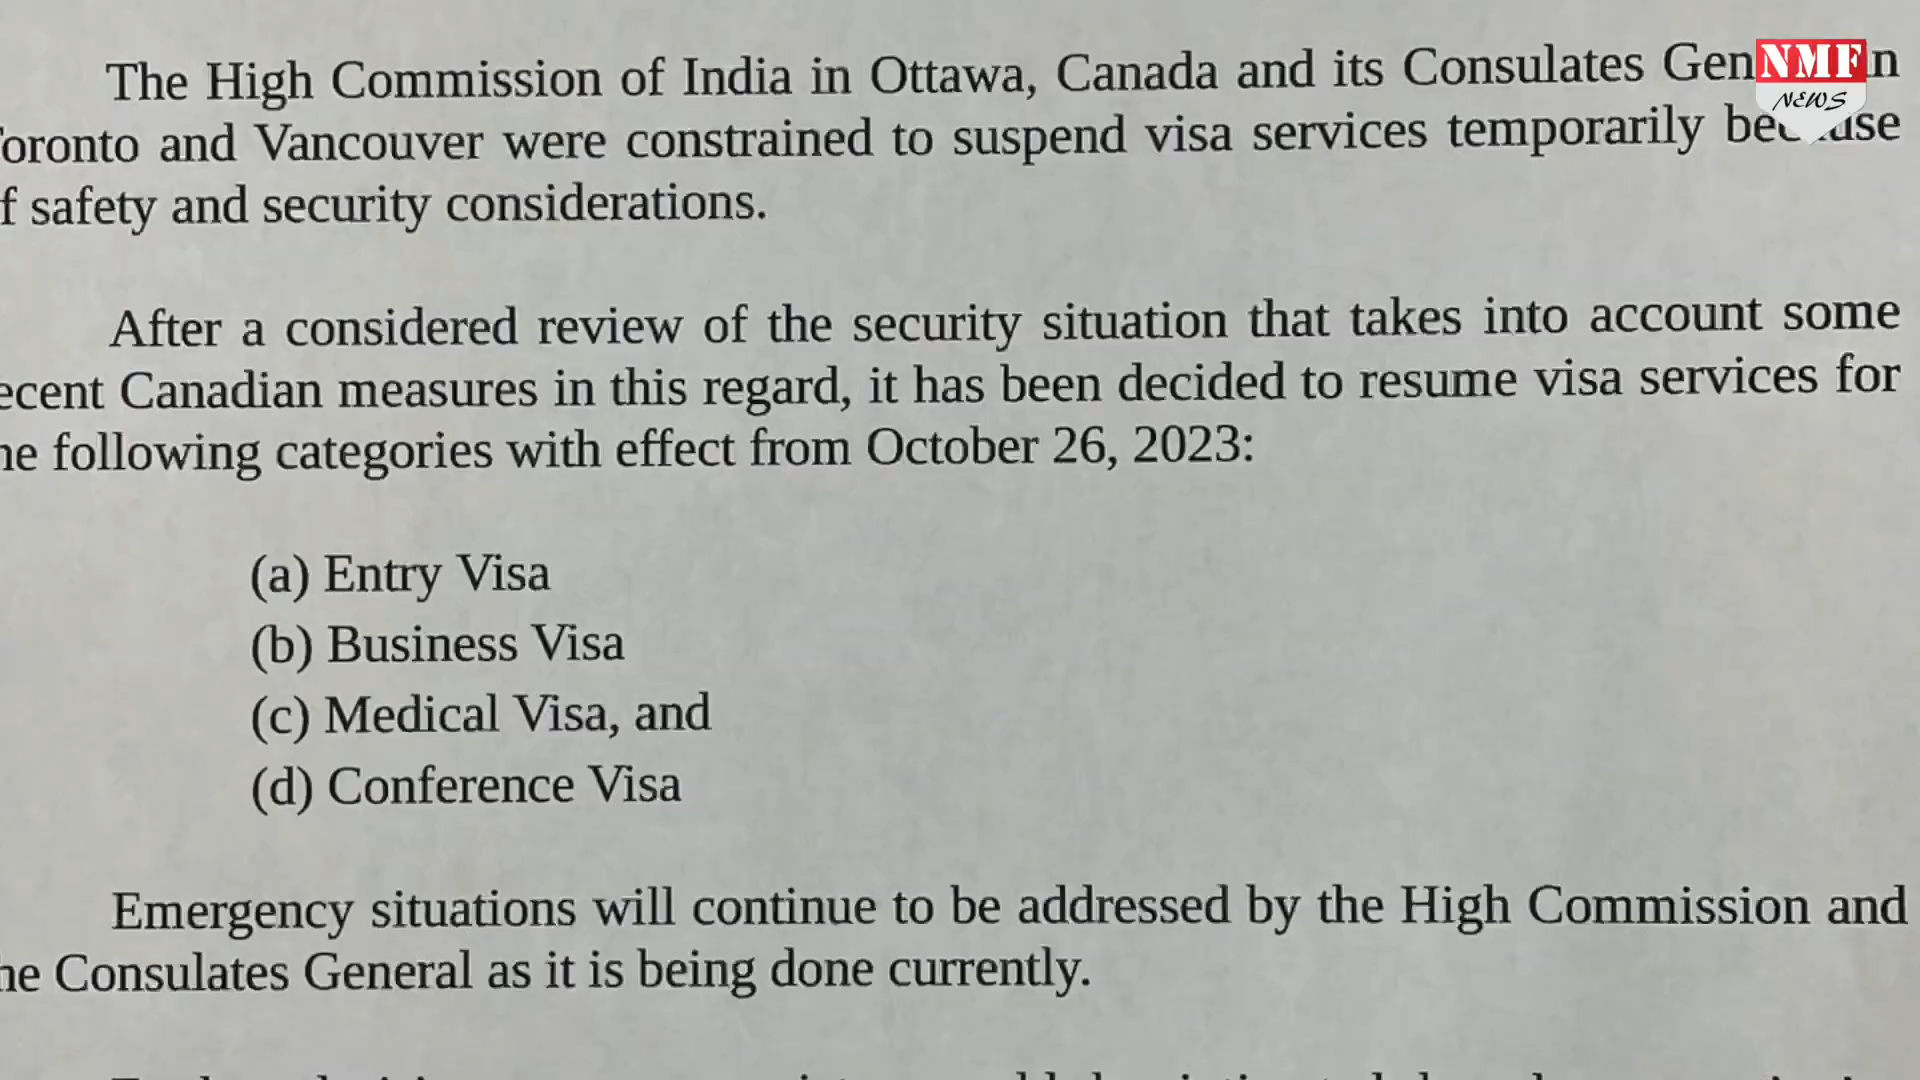 The High Commission of India in Ottawa, Canada and its Consulates Gen n
oronto and Vancouver were constrained to suspend visa services temporarily because
f safety and security considerations.
After a considered review of the security situation that takes into account some
ecent Canadian measures in this regard, it has been decided to resume visa services for
he following categories with effect from October 26, 2023:
(a) Entry Visa
(b) Business Visa
(c) Medical Visa, and
(d) Conference Visa
Emergency situations will continue to be addressed by the High Commission and
he Consulates General as it is being done currently.
NMF
NEWS